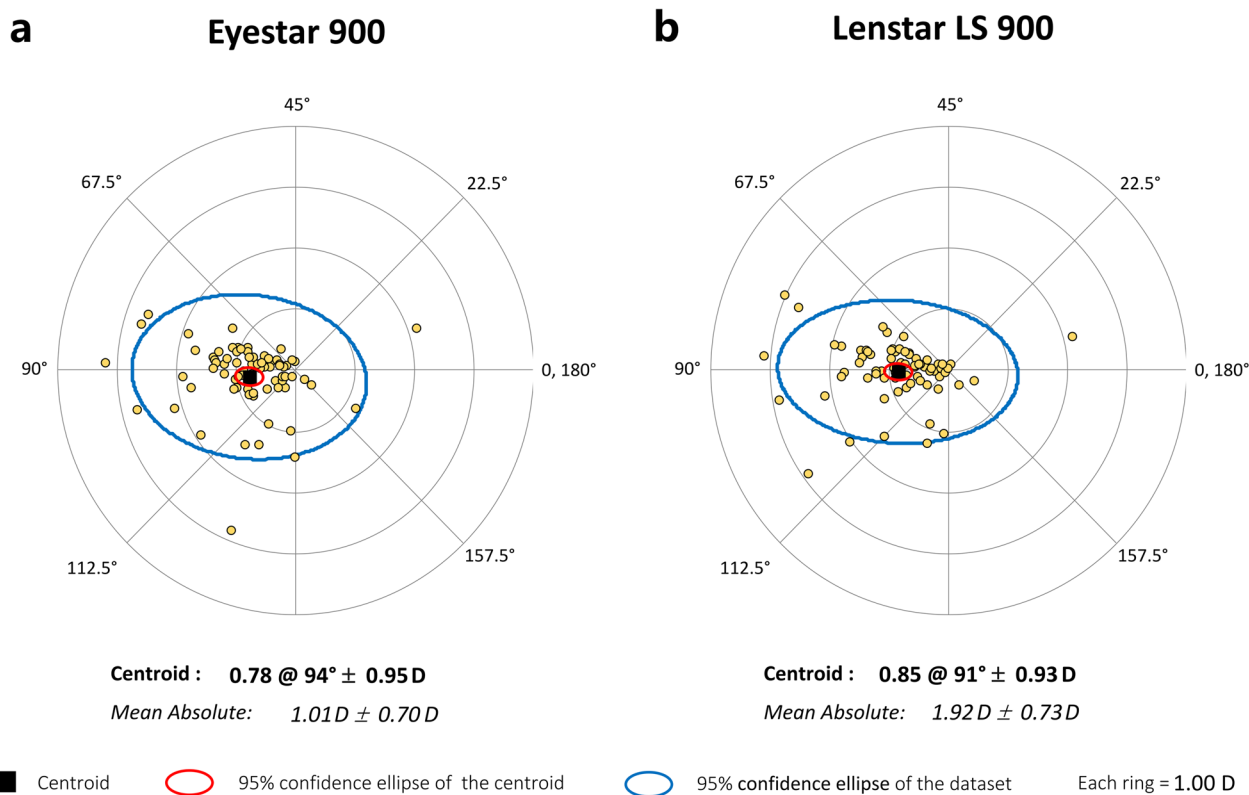 a
Eyestar 900
45°
67.5°
22.5°
90°
0, 180°
112.5°
157.5°
Centroid : 0.78 @ 94° ± 0.95 D
Mean Absolute: 1.01D ± 0.70 D
b
Lenstar LS 900
45°
67.5°
22.5°
90°
0, 180°
112.5°
157.5°
Centroid : 0.85 @ 91° ± 0.93 D
Mean Absolute: 1.92 D ± 0.73 D
Centroid 95% confidence ellipse of the centroid 95% confidence ellipse of the dataset Each ring = 1.00 D